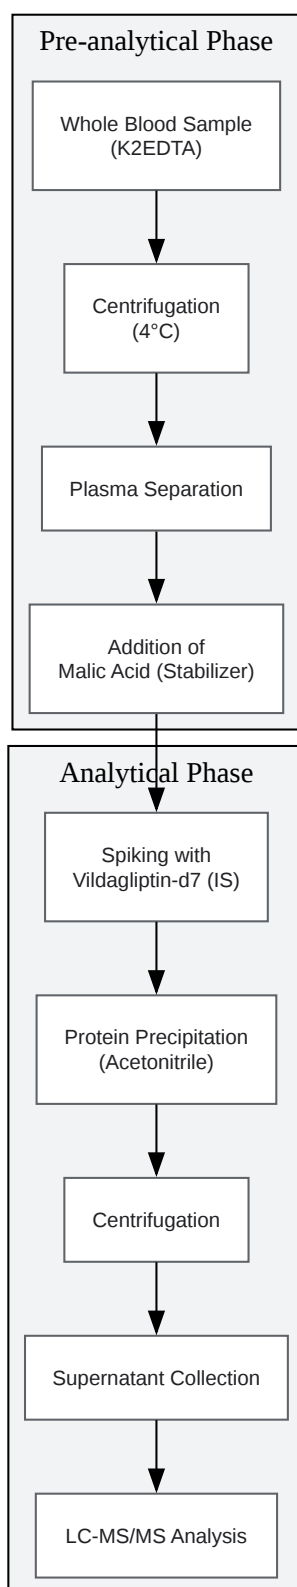 Pre-analytical Phase
Whole Blood Sample
(K2EDTA)
Centrifugation
(4°C)
Plasma Separation
Addition of
Malic Acid (Stabilizer)
Analytical Phase
Spiking with
Vildagliptin-d7 (IS)
Protein Precipitation
(Acetonitrile)
Centrifugation
Supernatant Collection
LC-MS/MS Analysis